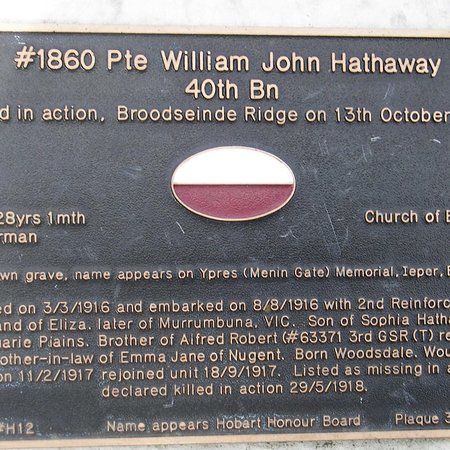 #1860 Pte William John Hathaway
40th Bn
d in action, Broodseinde Ridge on 13th October
28yrs 1mth
Church of E
rman
wn grave, name appears on Ypres (Menin Gate) Memorial, Ieper, B
ed on 3/3/1916 and embarked on 8/8/1916 with 2nd Reinforc
and of Eliza, later of Murrumbuna, VIC. Son of Sophia Hatha
uarie Plains. Brother of Alfred Robert (#63371 3rd GSR (T) re
other-in-law of Emma Jane of Nugent. Born Woodsdale. Wou
on 11/2/1917 rejoined unit 18/9/1917. Listed as missing in a
declared killed in action 29/5/1918.
#H12 Name appears Hobart Honour Board Plaque 3